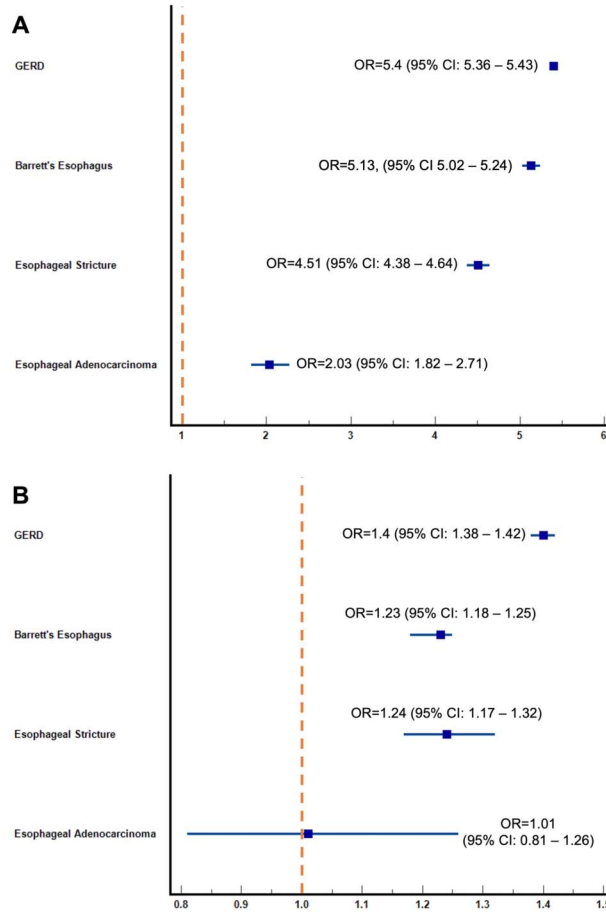 A
GERD
OR=5.4 (95% CI: 5.36 – 5.43)
Barrett's Esophagus
OR=5.13, (95% CI 5.02 – 5.24)
Esophageal Stricture
OR=4.51 (95% CI: 4.38 – 4.64)
Esophageal Adenocarcinoma
OR=2.03 (95% CI: 1.82 – 2.71)
1 2 3 4 5 6
B
GERD
OR=1.4 (95% CI: 1.38 – 1.42)
Barrett's Esophagus
OR=1.23 (95% CI: 1.18 – 1.25)
Esophageal Stricture
OR=1.24 (95% CI: 1.17 – 1.32)
Esophageal Adenocarcinoma
OR=1.01
(95% CI: 0.81 – 1.26)
0.8 0.9 1.0 1.1 1.2 1.3 1.4 1.5